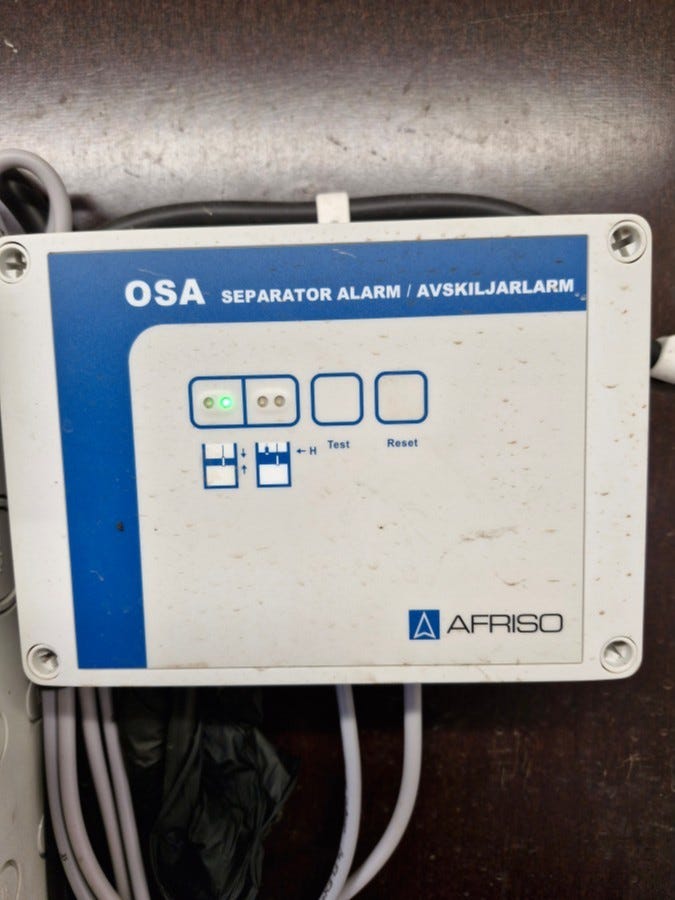 OSA SEPARATOR ALARM / AVSKILJARLARM
← H Test Reset
AFRISO